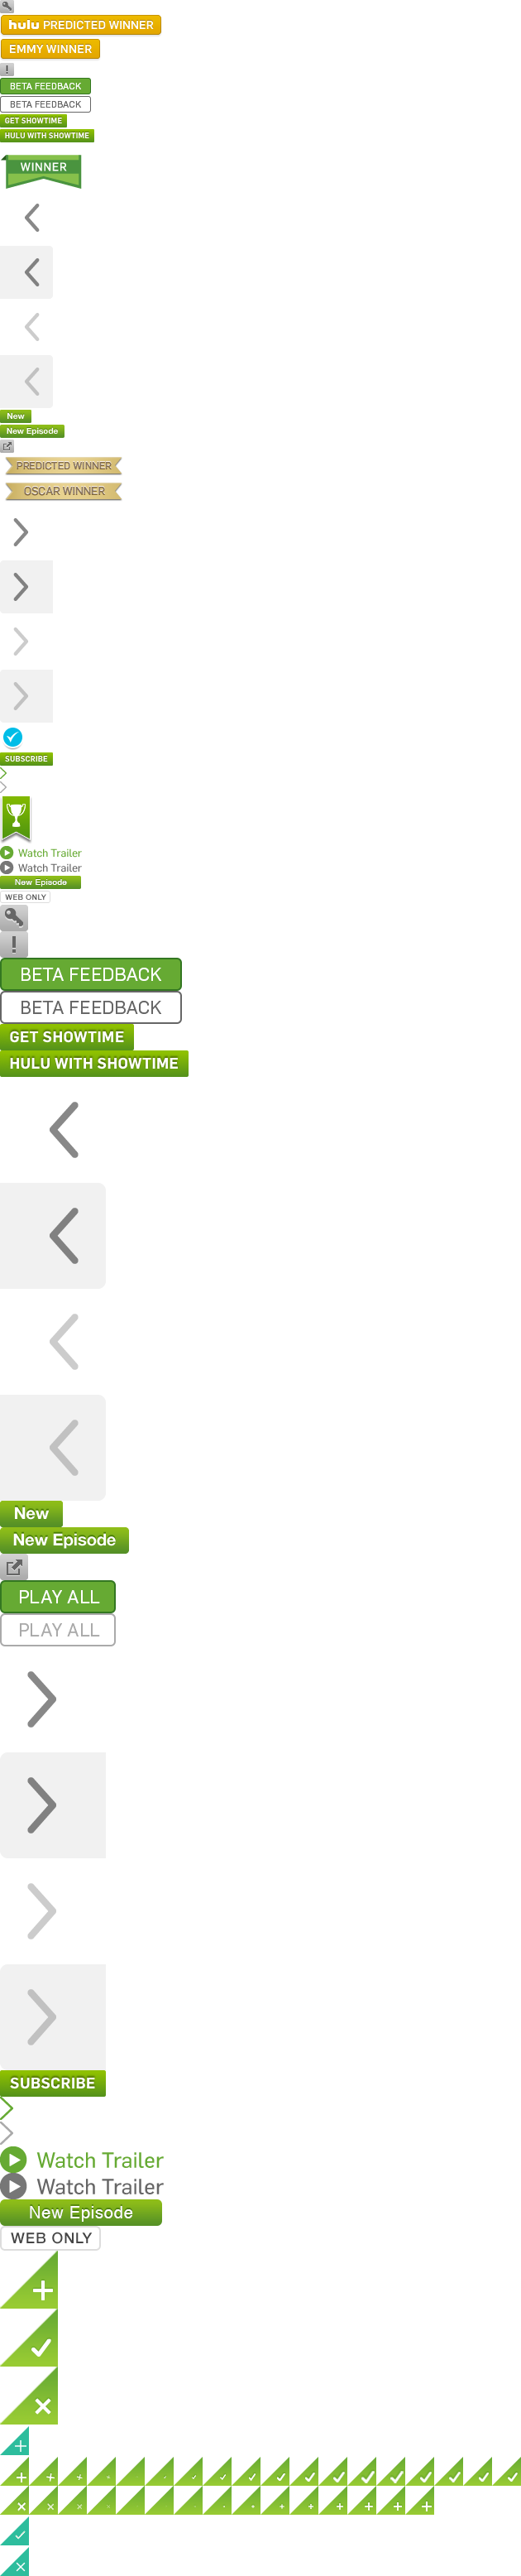 hulu PREDICTED WINNER
EMMY WINNER
!
BETA FEEDBACK
BETA FEEDBACK
GET SHOWTIME
HULU WITH SHOWTIME
WINNER
New
New Episode
PREDICTED WINNER
OSCAR WINNER
SUBSCRIBE
Watch Trailer
Watch Trailer
New Episode
WEB ONLY
!
BETA FEEDBACK
BETA FEEDBACK
GET SHOWTIME
HULU WITH SHOWTIME
New
New Episode
PLAY ALL
PLAY ALL
SUBSCRIBE
Watch Trailer
Watch Trailer
New Episode
WEB ONLY